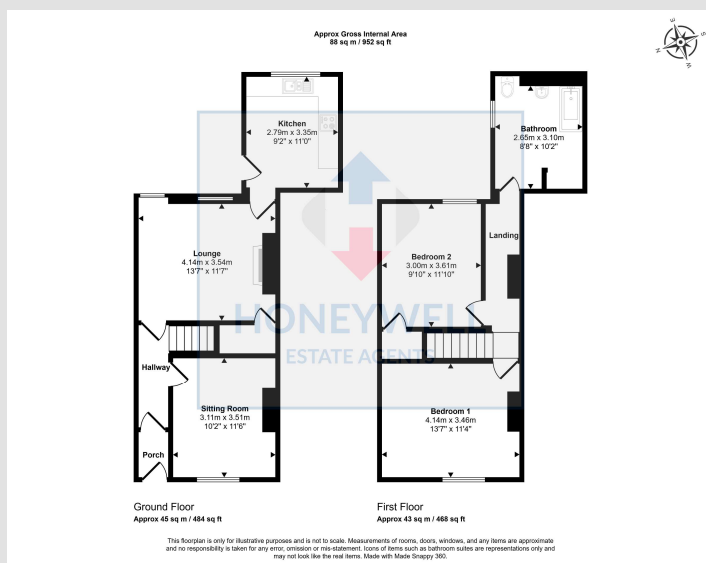 Approx Gross Internal Area
88 sq m / 952 sq ft
N
E
S
W
Kitchen
2.79m x 3.35m
9'2" x 11'0"
Bathroom
2.65m x 3.10m
8'8" x 10'2"
Lounge
4.14m x 3.54m
13'7" x 11'7"
Bedroom 2
3.00m x 3.61m
9'10" x 11'10"
Landing
HONEYWELL
ESTATE AGENTS
Hallway
Sitting Room
3.11m x 3.51m
10'2" x 11'6"
Bedroom 1
4.14m x 3.46m
13'7" x 11'4"
Porch
Ground Floor
Approx 45 sq m / 484 sq ft
First Floor
Approx 43 sq m / 468 sq ft
This floorplan is only for illustrative purposes and is not to scale. Measurements of rooms, doors, windows, and any items are approximate
and no responsibility is taken for any error, omission or mis-statement. Icons of items such as bathroom suites are representations only and
may not look like the real items. Made with Made Snappy 360.